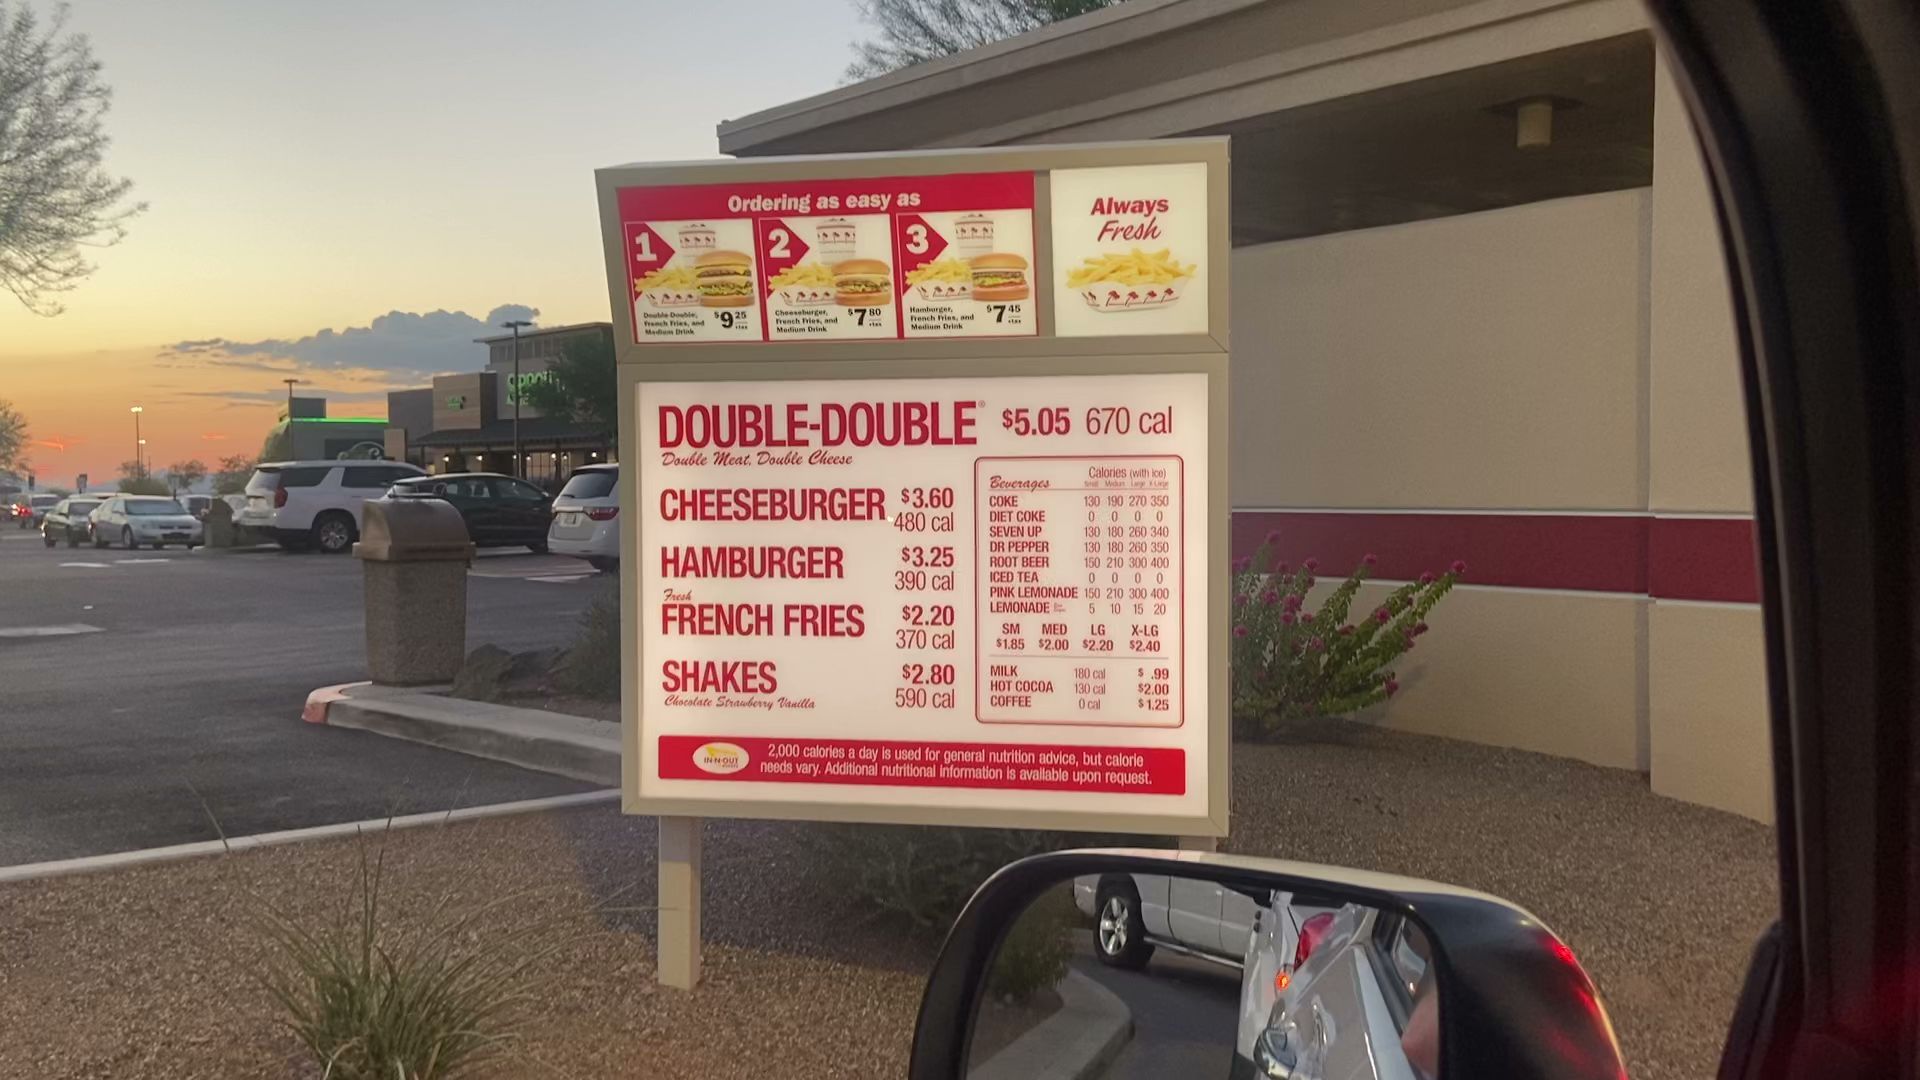 Ordering as easy as
1
2
3
Double-Double,
French Fries, and
Medium Drink
$9 25
+tax
Cheeseburger,
French Fries, and
Medium Drink
$7 80
+tax
Hamburger,
French Fries, and
Medium Drink
$7 45
+tax
Always
Fresh
DOUBLE-DOUBLE® $5.05 670 cal
Double Meat, Double Cheese
CHEESEBURGER $3.60
480 cal
HAMBURGER $3.25
390 cal
Fresh
FRENCH FRIES $2.20
370 cal
SHAKES $2.80
Chocolate Strawberry Vanilla 590 cal
Calories (with ice)
Beverages Small Medium Large X-Large
COKE 130 190 270 350
DIET COKE 0 0 0 0
SEVEN UP 130 180 260 340
DR PEPPER 130 180 260 350
ROOT BEER 150 210 300 400
ICED TEA 0 0 0 0
PINK LEMONADE 150 210 300 400
LEMONADE 5 10 15 20
SM MED LG X-LG
$1.85 $2.00 $2.20 $2.40
MILK 180 cal $ .99
HOT COCOA 130 cal $2.00
COFFEE 0 cal $1.25
IN-N-OUT
2,000 calories a day is used for general nutrition advice, but calorie
needs vary. Additional nutritional information is available upon request.